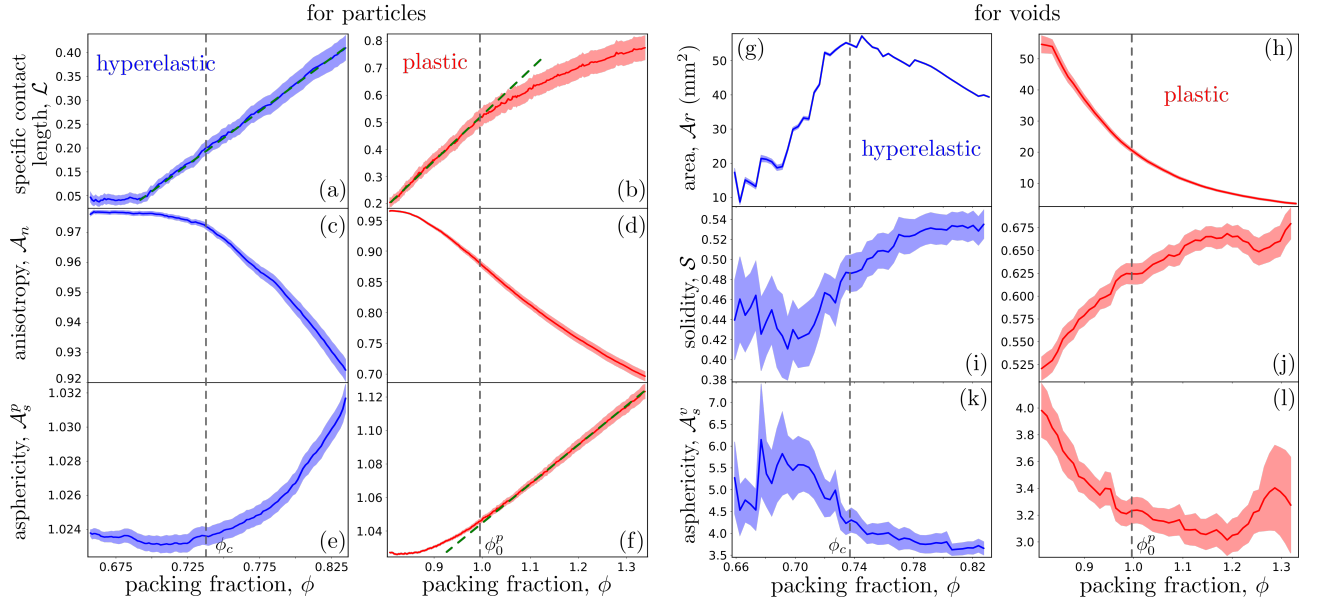 for particles
for voids
specific contact
length, ℒ
0.40
0.35
0.30
0.25
0.20
0.15
0.10
0.05
hyperelastic
(a)
0.8
0.7
0.6
0.5
0.4
0.3
0.2
plastic
(b)
anisotropy, 𝒜n
0.97
0.96
0.95
0.94
0.93
0.92
(c)
0.95
0.90
0.85
0.80
0.75
0.70
(d)
asphericity, 𝒜s^p
1.032
1.030
1.028
1.026
1.024
(e)
ϕc
0.675
0.725
0.775
0.825
packing fraction, ϕ
1.12
1.10
1.08
1.06
1.04
(f)
ϕ0^p
0.9
1.0
1.1
1.2
1.3
packing fraction, ϕ
area, 𝒜r (mm²)
50
40
30
20
10
(g)
hyperelastic
50
40
30
20
10
(h)
plastic
solidity, 𝒮
0.54
0.52
0.50
0.48
0.46
0.44
0.42
0.40
0.38
(i)
0.675
0.650
0.625
0.600
0.575
0.550
0.525
(j)
asphericity, 𝒜s^v
7.0
6.5
6.0
5.5
5.0
4.5
4.0
3.5
(k)
ϕc
0.66
0.70
0.74
0.78
0.82
packing fraction, ϕ
4.0
3.8
3.6
3.4
3.2
3.0
(l)
ϕ0^p
0.9
1.0
1.1
1.2
1.3
packing fraction, ϕ